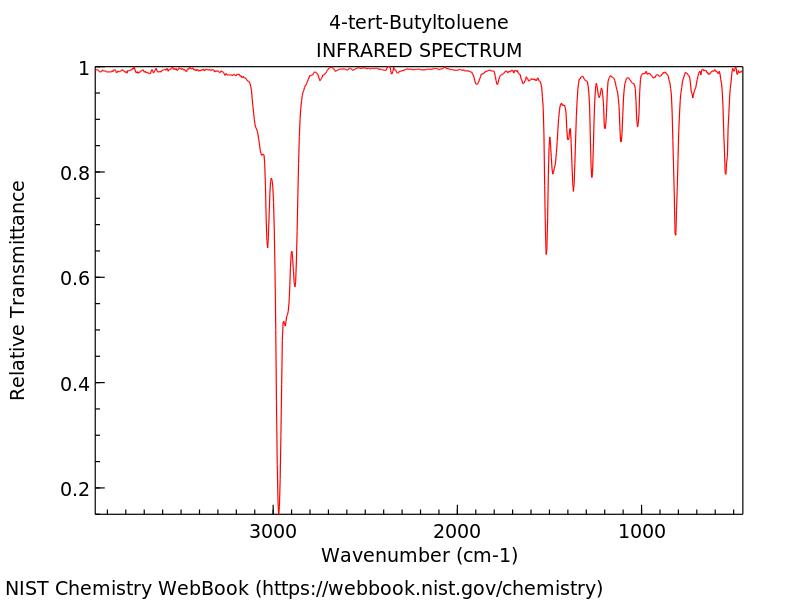 4-tert-Butyltoluene
INFRARED SPECTRUM
1
0.8
0.6
0.4
0.2
Relative Transmittance
3000 2000 1000
Wavenumber (cm-1)
NIST Chemistry WebBook (https://webbook.nist.gov/chemistry)